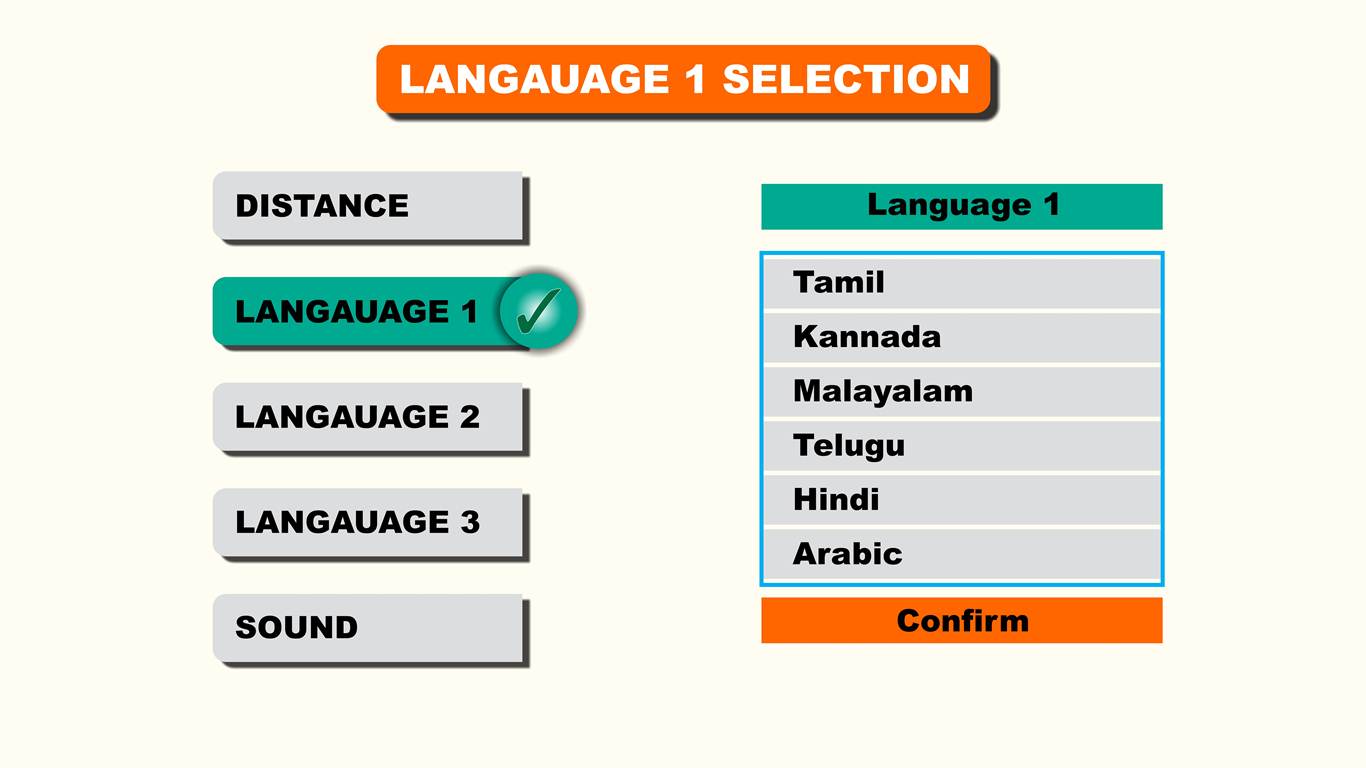 LANGAUAGE 1 SELECTION
DISTANCE
LANGAUAGE 1
LANGAUAGE 2
LANGAUAGE 3
SOUND
Language 1
Tamil
Kannada
Malayalam
Telugu
Hindi
Arabic
Confirm